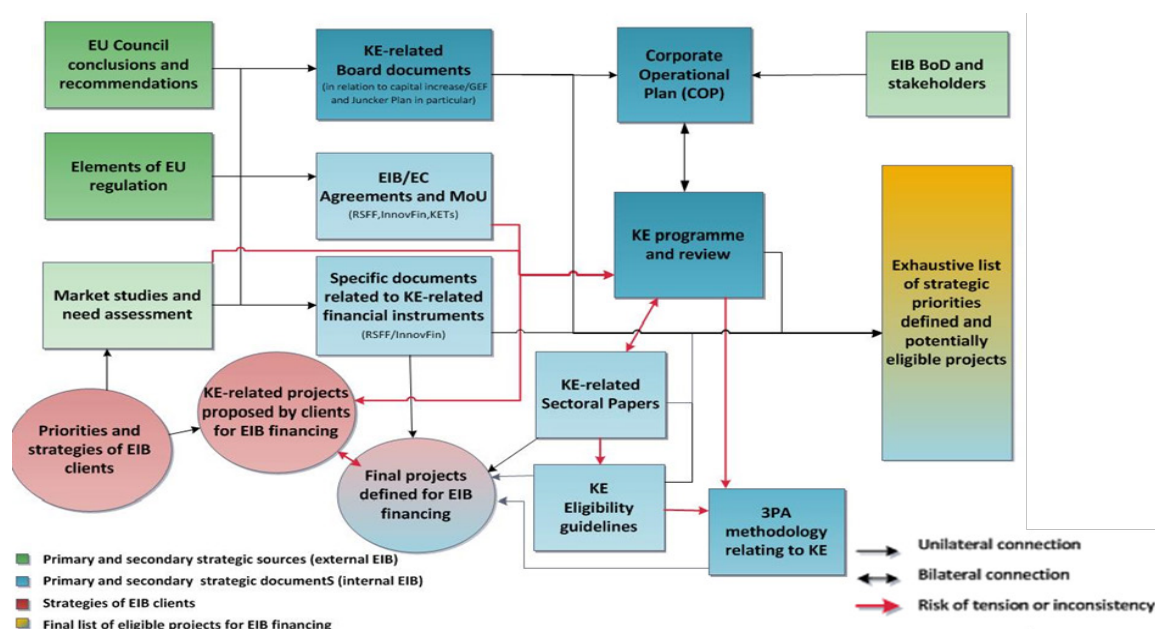 EU Council
conclusions and
recommendations
KE-related
Board documents
(in relation to capital increase/GEF
and Juncker Plan in particular)
Corporate
Operational
Plan (COP)
EIB BoD and
stakeholders
Elements of EU
regulation
EIB/EC
Agreements and MoU
(RSFF,InnovFin,KETs)
KE programme
and review
Exhaustive list
of strategic
priorities
defined and
potentially
eligible projects
Market studies and
need assessment
Specific documents
related to KE-related
financial instruments
(RSFF/InnovFin)
KE-related
Sectoral Papers
KE-related projects
proposed by clients
for EIB financing
Priorities and
strategies of EIB
clients
Final projects
defined for EIB
financing
KE
Eligibility
guidelines
3PA
methodology
relating to KE
Primary and secondary strategic sources (external EIB)
Primary and secondary strategic documentS (internal EIB)
Strategies of EIB clients
Final list of eligible projects for EIB financing
Unilateral connection
Bilateral connection
Risk of tension or inconsistency